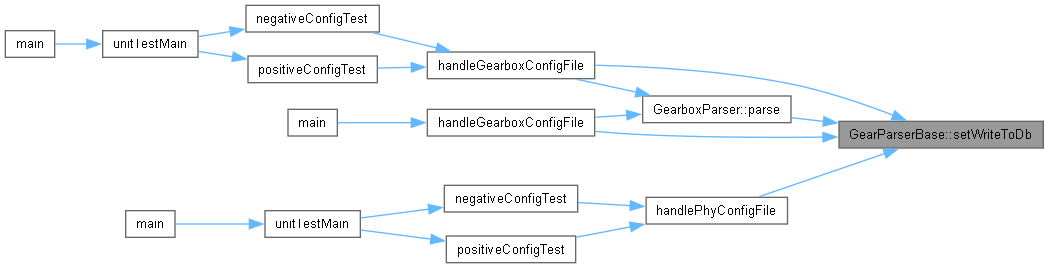 negativeConfigTest
main
unitTestMain
positiveConfigTest
handleGearboxConfigFile
GearboxParser::parse
main
handleGearboxConfigFile
GearParserBase::setWriteToDb
negativeConfigTest
handlePhyConfigFile
main
unitTestMain
positiveConfigTest